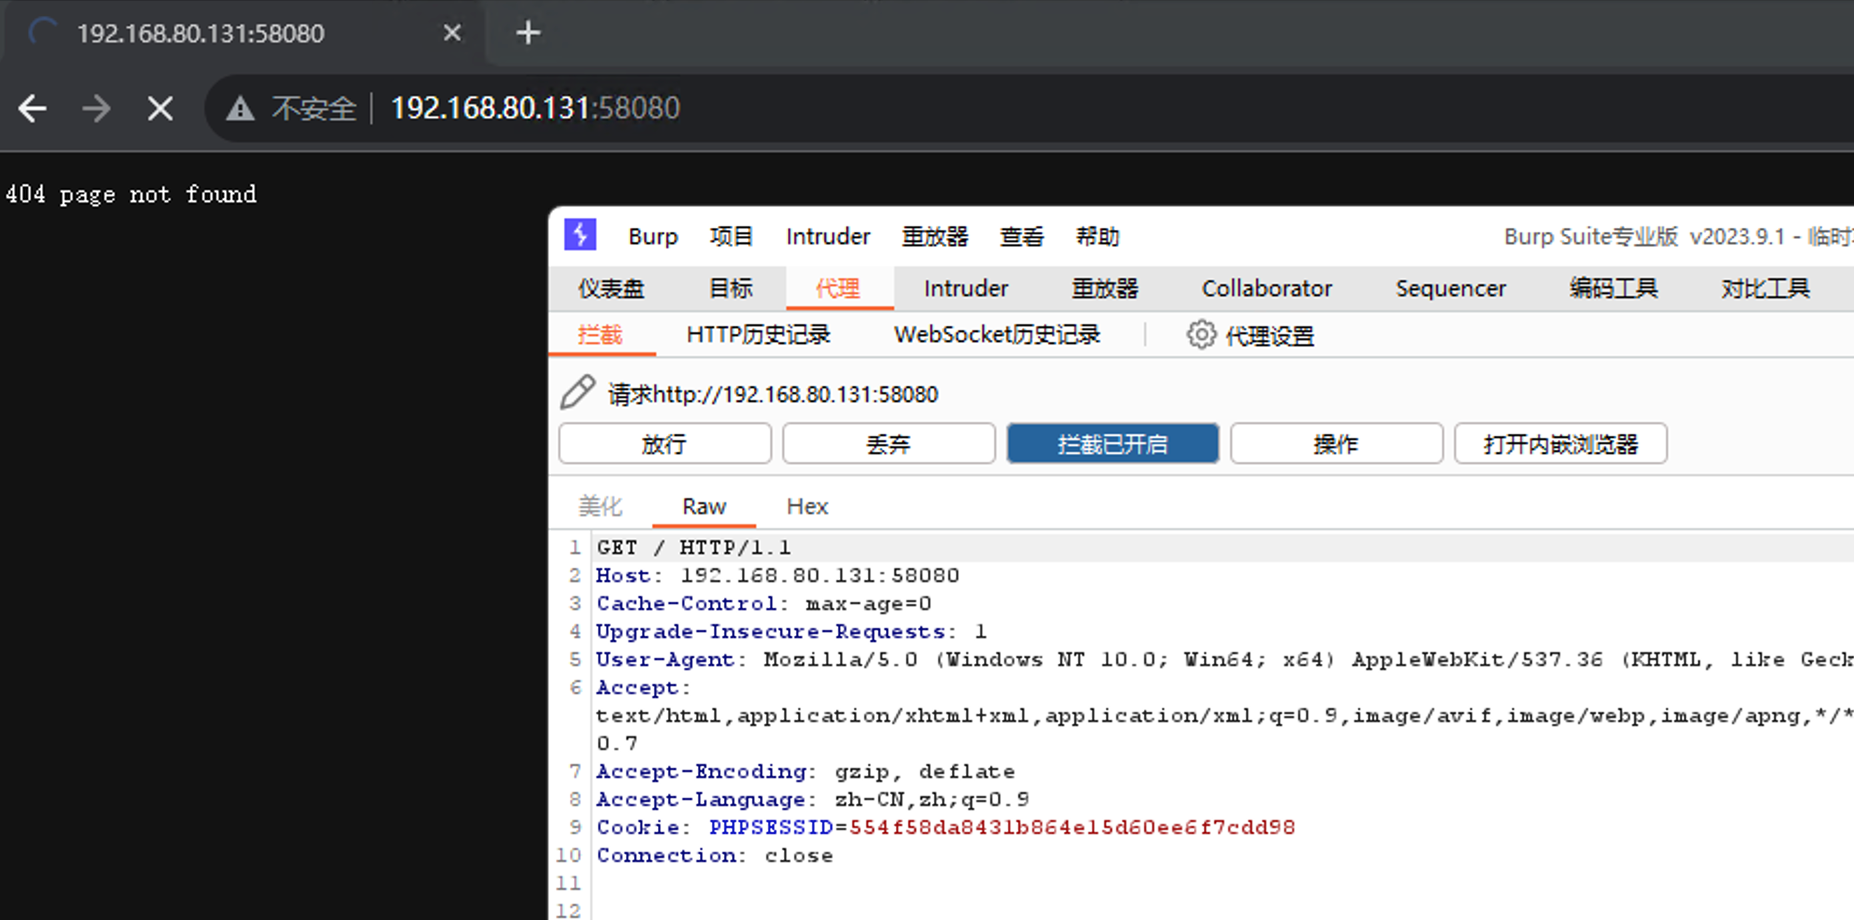 192.168.80.131:58080
不安全 192.168.80.131:58080
404 page not found
Burp 项目 Intruder 重放器 查看 帮助 Burp Suite专业版 v2023.9.1 - 临时
仪表盘 目标 代理 Intruder 重放器 Collaborator Sequencer 编码工具 对比工具
拦截 HTTP历史记录 WebSocket历史记录 代理设置
请求http://192.168.80.131:58080
放行 丢弃 拦截已开启 操作 打开内嵌浏览器
美化 Raw Hex
1 GET / HTTP/1.1
2 Host: 192.168.80.131:58080
3 Cache-Control: max-age=0
4 Upgrade-Insecure-Requests: 1
5 User-Agent: Mozilla/5.0 (Windows NT 10.0; Win64; x64) AppleWebKit/537.36 (KHTML, like Geck
6 Accept:
text/html,application/xhtml+xml,application/xml;q=0.9,image/avif,image/webp,image/apng,*/*
0.7
7 Accept-Encoding: gzip, deflate
8 Accept-Language: zh-CN,zh;q=0.9
9 Cookie: PHPSESSID=554f58da8431b864e15d60ee6f7cdd98
10 Connection: close
11
12